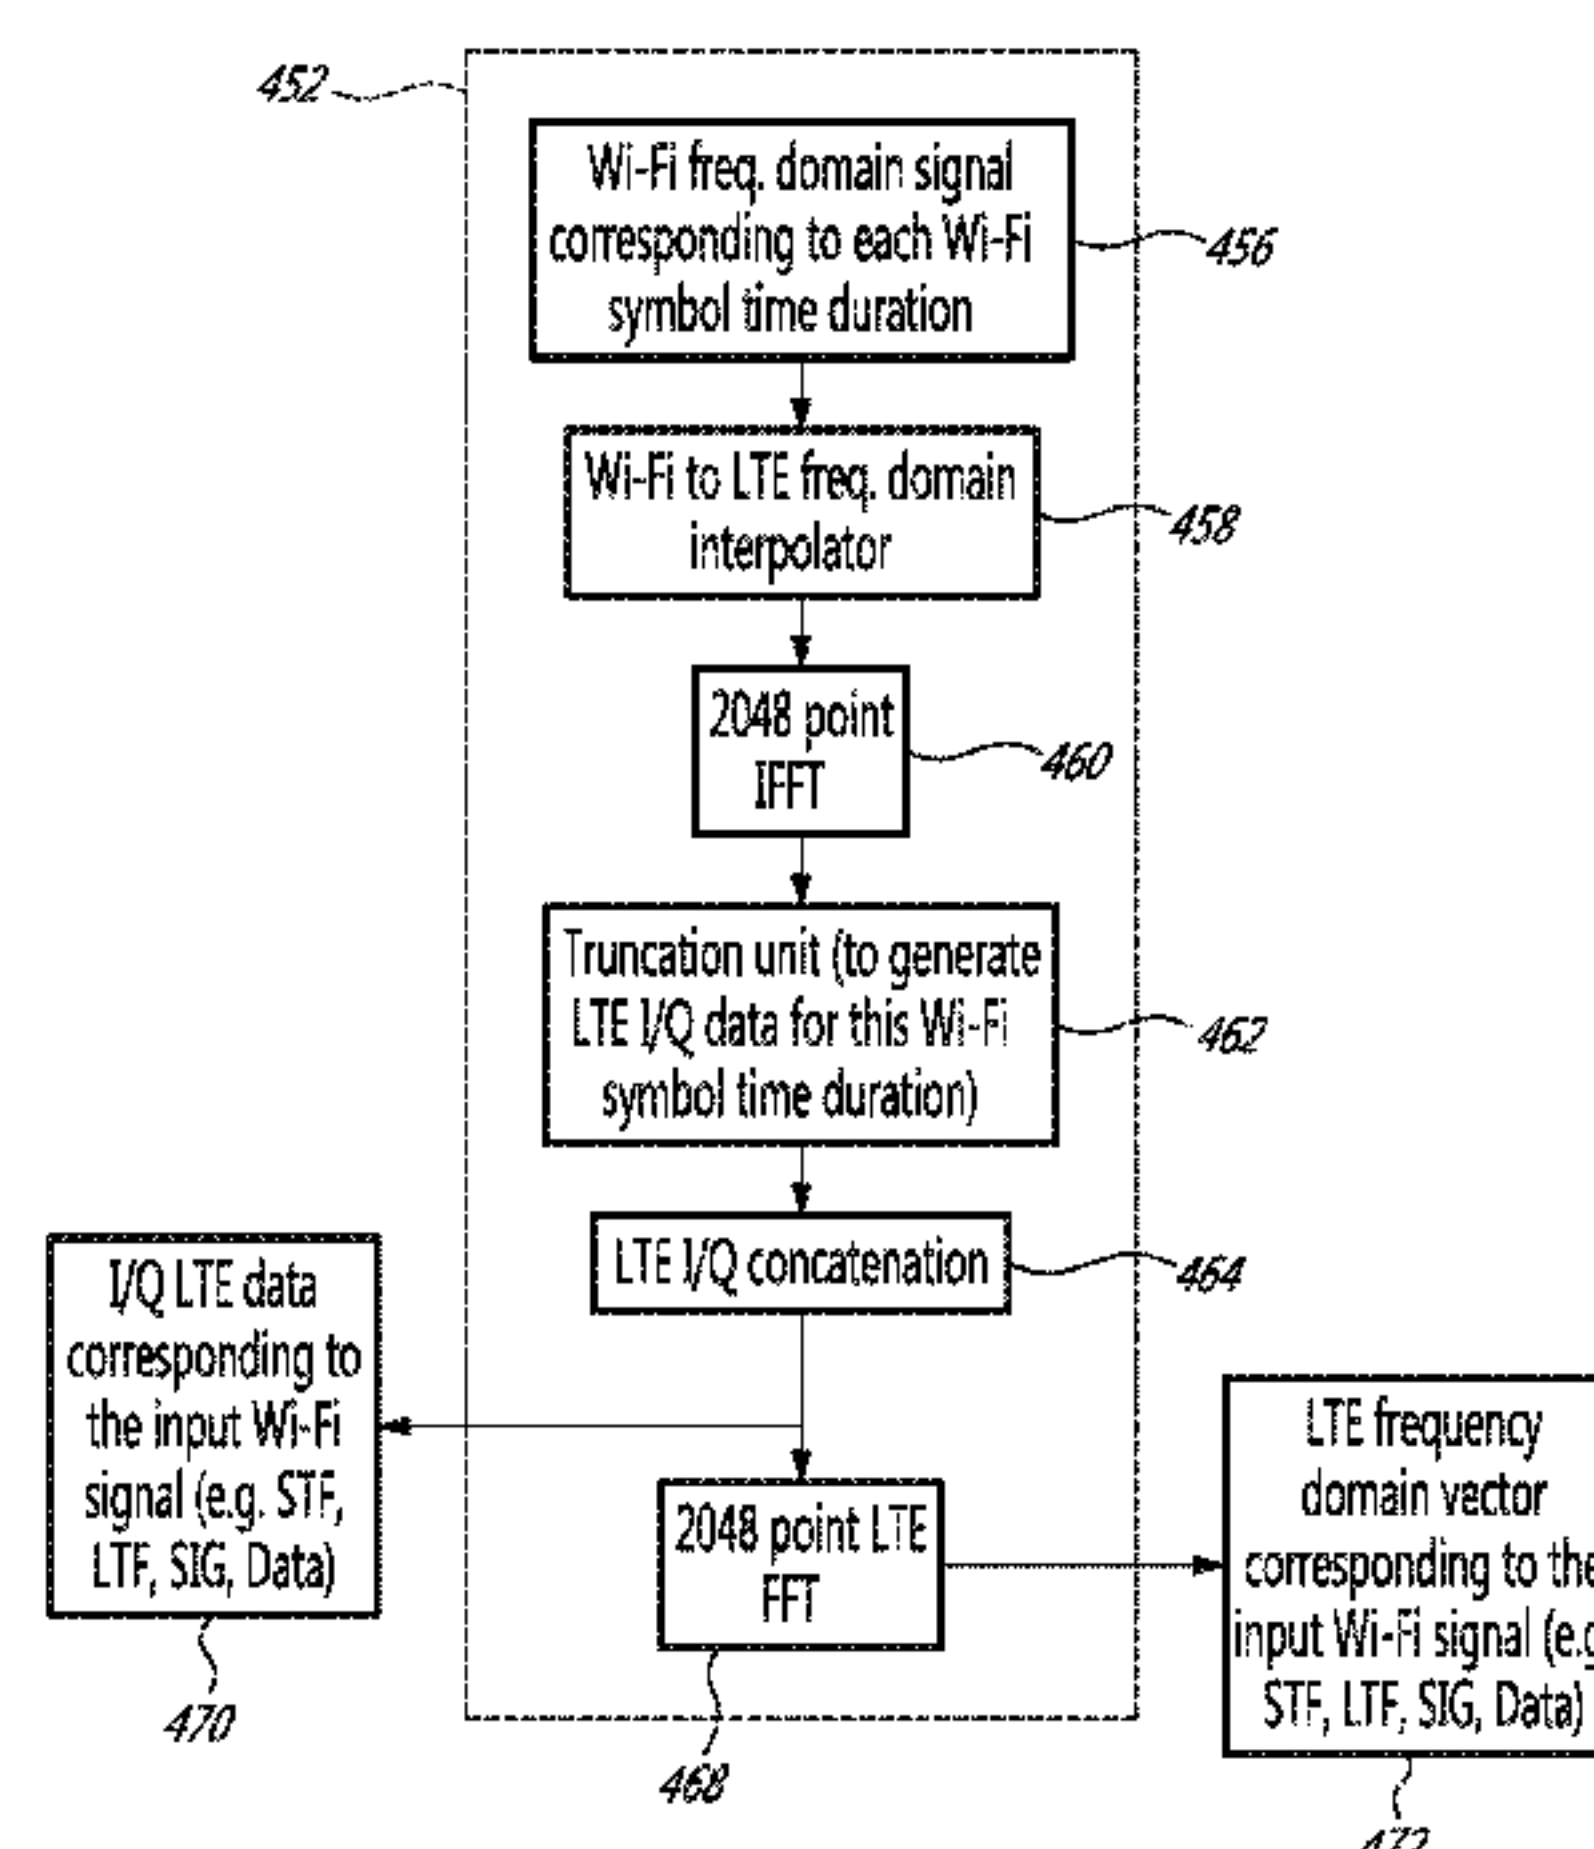 452
Wi-Fi freq. domain signal
corresponding to each Wi-Fi
symbol time duration
456
Wi-Fi to LTE freq. domain
interpolator
458
2048 point
IFFT
460
Truncation unit (to generate
LTE I/Q data for this Wi-Fi
symbol time duration)
462
LTE I/Q concatenation
464
I/Q LTE data
corresponding to
the input Wi-Fi
signal (e.g. STF,
LTF, SIG, Data)
470
2048 point LTE
FFT
468
LTE frequency
domain vector
corresponding to the
input Wi-Fi signal (e.g
STF, LTF, SIG, Data)
472